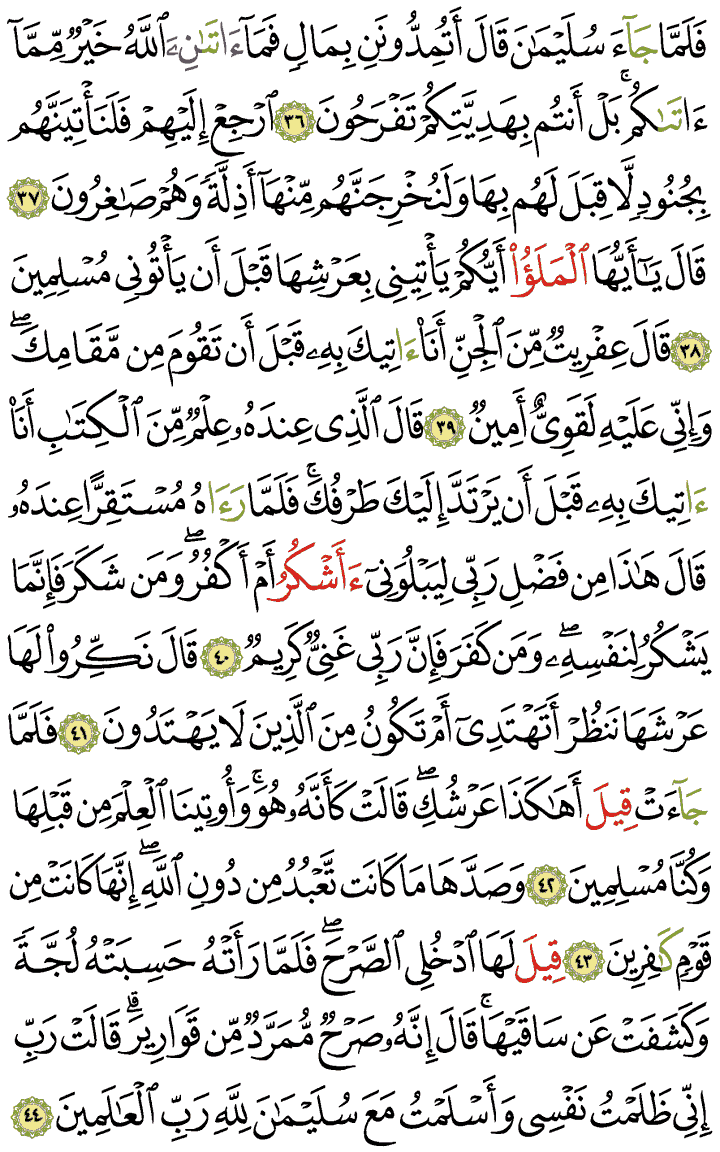 فَلَمَّا جَآءَ سُلَيْمَٰنَ قَالَ أَتُمِدُّونَنِ بِمَالٍ فَمَآ ءَاتَىٰنِۦَ ٱللَّهُ خَيْرٌ مِّمَّآ
ءَاتَىٰكُم ۚ بَلْ أَنتُم بِهَدِيَّتِكُمْ تَفْرَحُونَ ٣٦ ٱرْجِعْ إِلَيْهِمْ فَلَنَأْتِيَنَّهُم
بِجُنُودٍ لَّا قِبَلَ لَهُم بِهَا وَلَنُخْرِجَنَّهُم مِّنْهَآ أَذِلَّةً وَهُمْ صَٰغِرُونَ ٣٧
قَالَ يَٰٓأَيُّهَا ٱلْمَلَؤُا۟ أَيُّكُمْ يَأْتِينِى بِعَرْشِهَا قَبْلَ أَن يَأْتُونِى مُسْلِمِينَ
٣٨ قَالَ عِفْرِيتٌ مِّنَ ٱلْجِنِّ أَنَا۠ ءَاتِيكَ بِهِۦ قَبْلَ أَن تَقُومَ مِن مَّقَامِكَ ۖ
وَإِنِّى عَلَيْهِ لَقَوِىٌّ أَمِينٌ ٣٩ قَالَ ٱلَّذِى عِندَهُۥ عِلْمٌ مِّنَ ٱلْكِتَٰبِ أَنَا۠
ءَاتِيكَ بِهِۦ قَبْلَ أَن يَرْتَدَّ إِلَيْكَ طَرْفُكَ ۚ فَلَمَّا رَءَاهُ مُسْتَقِرًّا عِندَهُۥ
قَالَ هَٰذَا مِن فَضْلِ رَبِّى لِيَبْلُوَنِىٓ ءَأَشْكُرُ أَمْ أَكْفُرُ ۖ وَمَن شَكَرَ فَإِنَّمَا
يَشْكُرُ لِنَفْسِهِۦ ۖ وَمَن كَفَرَ فَإِنَّ رَبِّى غَنِىٌّ كَرِيمٌ ٤٠ قَالَ نَكِّرُوا۟ لَهَا
عَرْشَهَا نَنظُرْ أَتَهْتَدِىٓ أَمْ تَكُونُ مِنَ ٱلَّذِينَ لَا يَهْتَدُونَ ٤١ فَلَمَّا
جَآءَتْ قِيلَ أَهَٰكَذَا عَرْشُكِ ۖ قَالَتْ كَأَنَّهُۥ هُوَ ۚ وَأُوتِينَا ٱلْعِلْمَ مِن قَبْلِهَا
وَكُنَّا مُسْلِمِينَ ٤٢ وَصَدَّهَا مَا كَانَت تَّعْبُدُ مِن دُونِ ٱللَّهِ ۖ إِنَّهَا كَانَتْ مِن
قَوْمٍ كَٰفِرِينَ ٤٣ قِيلَ لَهَا ٱدْخُلِى ٱلصَّرْحَ ۖ فَلَمَّا رَأَتْهُ حَسِبَتْهُ لُجَّةً
وَكَشَفَتْ عَن سَاقَيْهَا ۚ قَالَ إِنَّهُۥ صَرْحٌ مُّمَرَّدٌ مِّن قَوَارِيرَ ۗ قَالَتْ رَبِّ
إِنِّى ظَلَمْتُ نَفْسِى وَأَسْلَمْتُ مَعَ سُلَيْمَٰنَ لِلَّهِ رَبِّ ٱلْعَٰلَمِينَ ٤٤